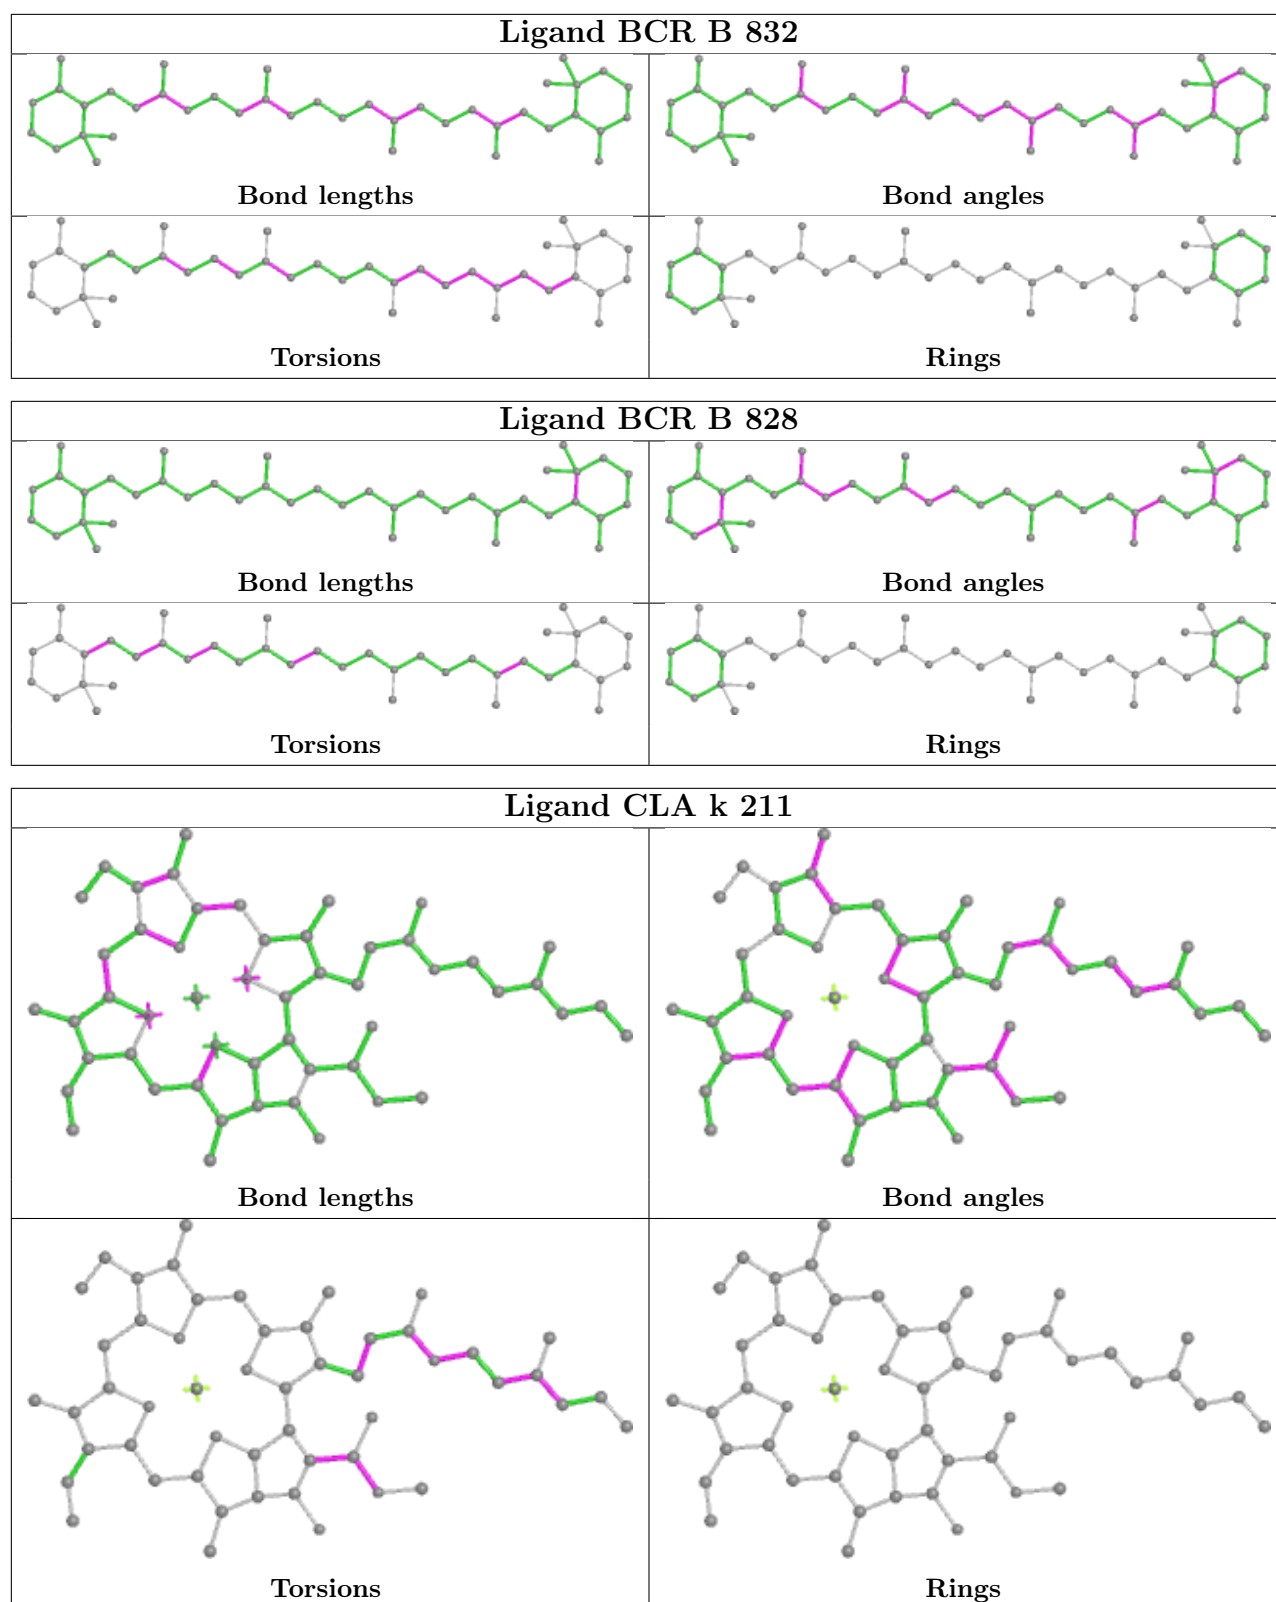 Ligand BCR B 832
Bond lengths
Bond angles
Torsions
Rings
Ligand BCR B 828
Bond lengths
Bond angles
Torsions
Rings
Ligand CLA k 211
Bond lengths
Bond angles
Torsions
Rings